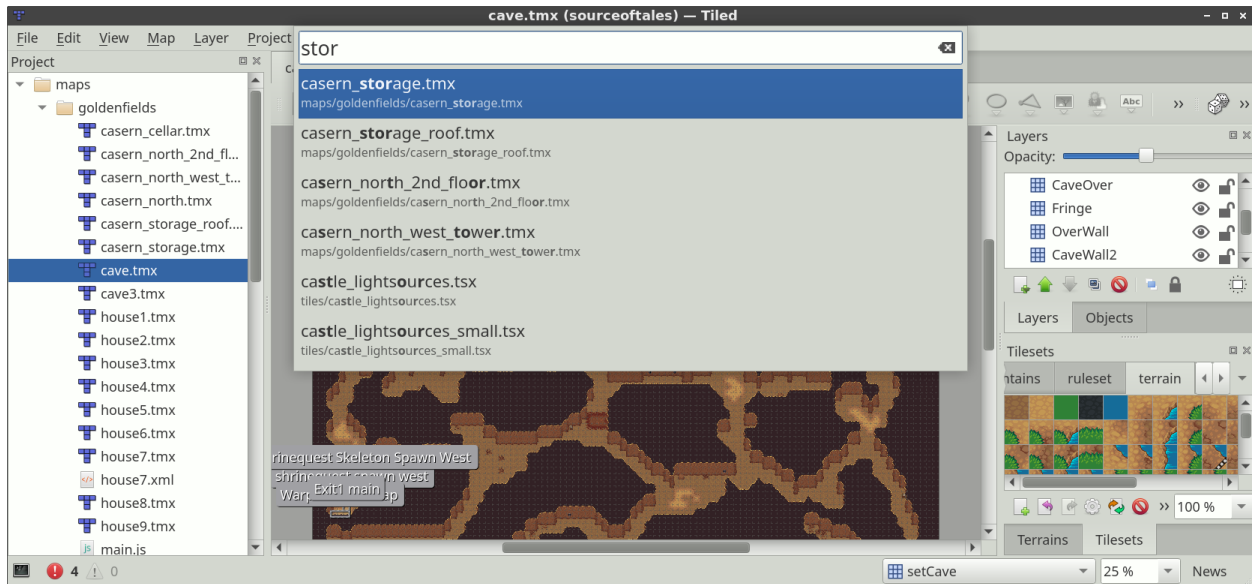 cave.tmx (sourceoftales) — Tiled
File Edit View Map Layer Project
Project
maps
goldenfields
casern_cellar.tmx
casern_north_2nd_fl...
casern_north_west_t...
casern_north.tmx
casern_storage_roof....
casern_storage.tmx
cave.tmx
cave3.tmx
house1.tmx
house2.tmx
house3.tmx
house4.tmx
house5.tmx
house6.tmx
house7.tmx
house7.xml
house8.tmx
house9.tmx
main.js
stor
casern_storage.tmx
maps/goldenfields/casern_storage.tmx
casern_storage_roof.tmx
maps/goldenfields/casern_storage_roof.tmx
casern_north_2nd_floor.tmx
maps/goldenfields/casern_north_2nd_floor.tmx
casern_north_west_tower.tmx
maps/goldenfields/casern_north_west_tower.tmx
castle_lightsources.tsx
tiles/castle_lightsources.tsx
castle_lightsources_small.tsx
tiles/castle_lightsources_small.tsx
rinequest Skeleton Spawn West
Exit1 main
Abc
Layers
Opacity:
CaveOver
Fringe
OverWall
CaveWall2
Layers Objects
Tilesets
ntains ruleset terrain
100 %
Terrains Tilesets
4 0
setCave 25 % News